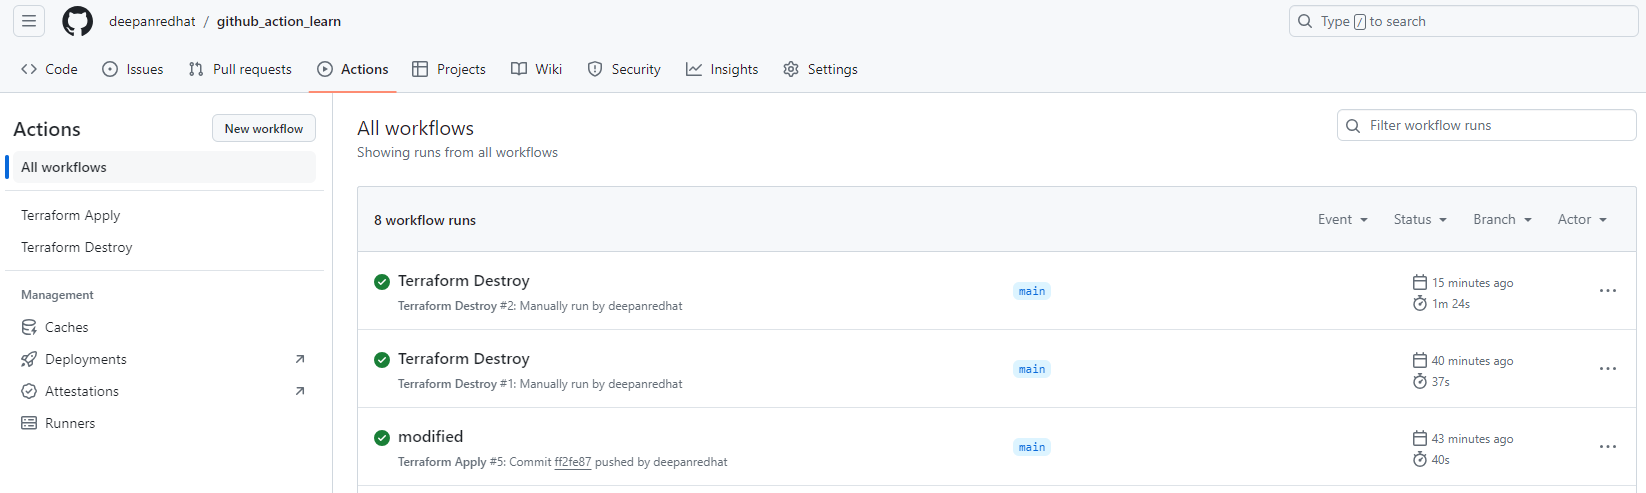 deepanredhat / github_action_learn
Type / to search
Code Issues Pull requests Actions Projects Wiki Security Insights Settings
Actions
New workflow
All workflows
Terraform Apply
Terraform Destroy
Management
Caches
Deployments
Attestations
Runners
All workflows
Showing runs from all workflows
Filter workflow runs
8 workflow runs
Event Status Branch Actor
Terraform Destroy
Terraform Destroy #2: Manually run by deepanredhat
main
15 minutes ago
1m 24s
Terraform Destroy
Terraform Destroy #1: Manually run by deepanredhat
main
40 minutes ago
37s
modified
Terraform Apply #5: Commit ff2fe87 pushed by deepanredhat
main
43 minutes ago
40s